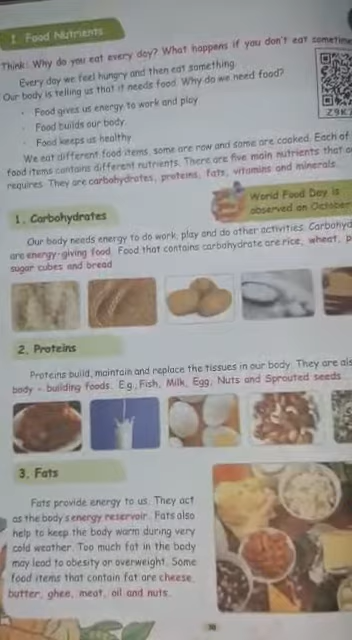 1. Food Nutrients
Think: Why do you eat every day? What happens if you don't eat sometime
Every day we feel hungry and then eat something.
Our body is telling us that it needs food. Why do we need food?
• Food gives us energy to work and play
• Food builds our body.
• Food keeps us healthy.
Z9K7
We eat different food items, some are raw and some are cooked. Each of
food items contains different nutrients. There are five main nutrients that o
requires. They are carbohydrates, proteins, fats, vitamins and minerals.
World Food Day is
observed on October
1. Carbohydrates
Our body needs energy to do work, play and do other activities. Carbohyd
are energy-giving food. Food that contains carbohydrate are rice, wheat, p
sugar cubes and bread
2. Proteins
Proteins build, maintain and replace the tissues in our body. They are als
body - building foods. E.g., Fish, Milk, Egg, Nuts and Sprouted seeds
3. Fats
Fats provide energy to us. They act
as the body's energy reservoir. Fats also
help to keep the body warm during very
cold weather. Too much fat in the body
may lead to obesity or overweight. Some
food items that contain fat are cheese,
butter, ghee, meat, oil and nuts.